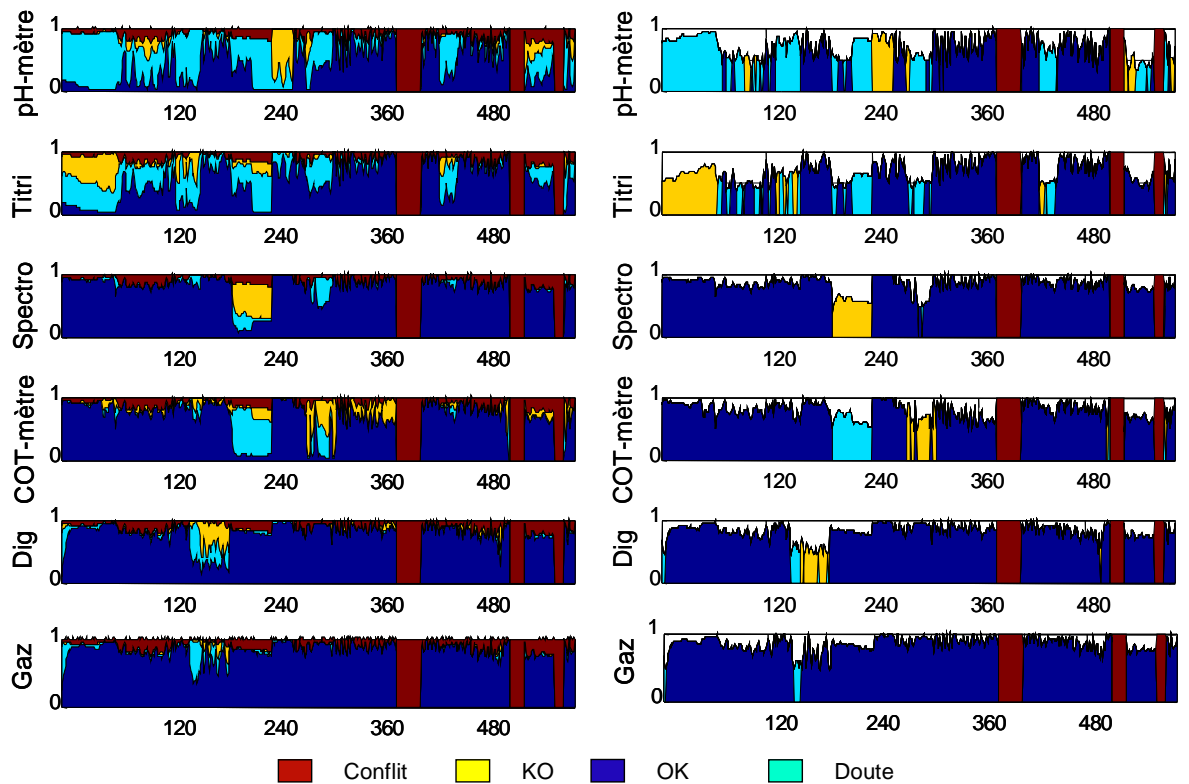 pH-mètre 1 0 120 240 360 480
pH-mètre 1 0 120 240 360 480
Titri 1 0 120 240 360 480
Titri 1 0 120 240 360 480
Spectro 1 0 120 240 360 480
Spectro 1 0 120 240 360 480
COT-mètre 1 0 120 240 360 480
COT-mètre 1 0 120 240 360 480
Dig 1 0 120 240 360 480
Dig 1 0 120 240 360 480
Gaz 1 0 120 240 360 480
Gaz 1 0 120 240 360 480
Conflit KO OK Doute